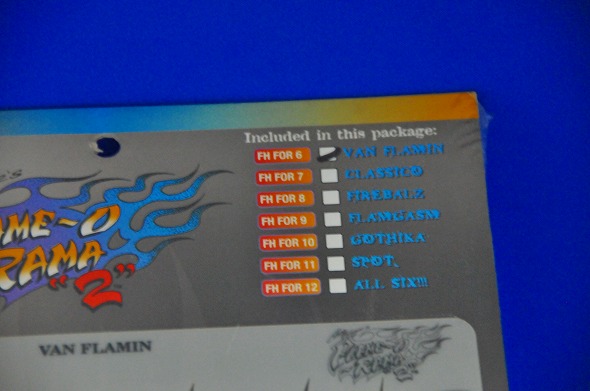 Included in this package:
FH FOR 6 VAN FLAMIN
FH FOR 7 CLASSICO
FH FOR 8 FIREBALZ
FH FOR 9 FLAMGASM
FH FOR 10 GOTHIKA
FH FOR 11 SPOT,
FH FOR 12 ALL SIX!!!
's
AME-O
RAMA
"2"
VAN FLAMIN